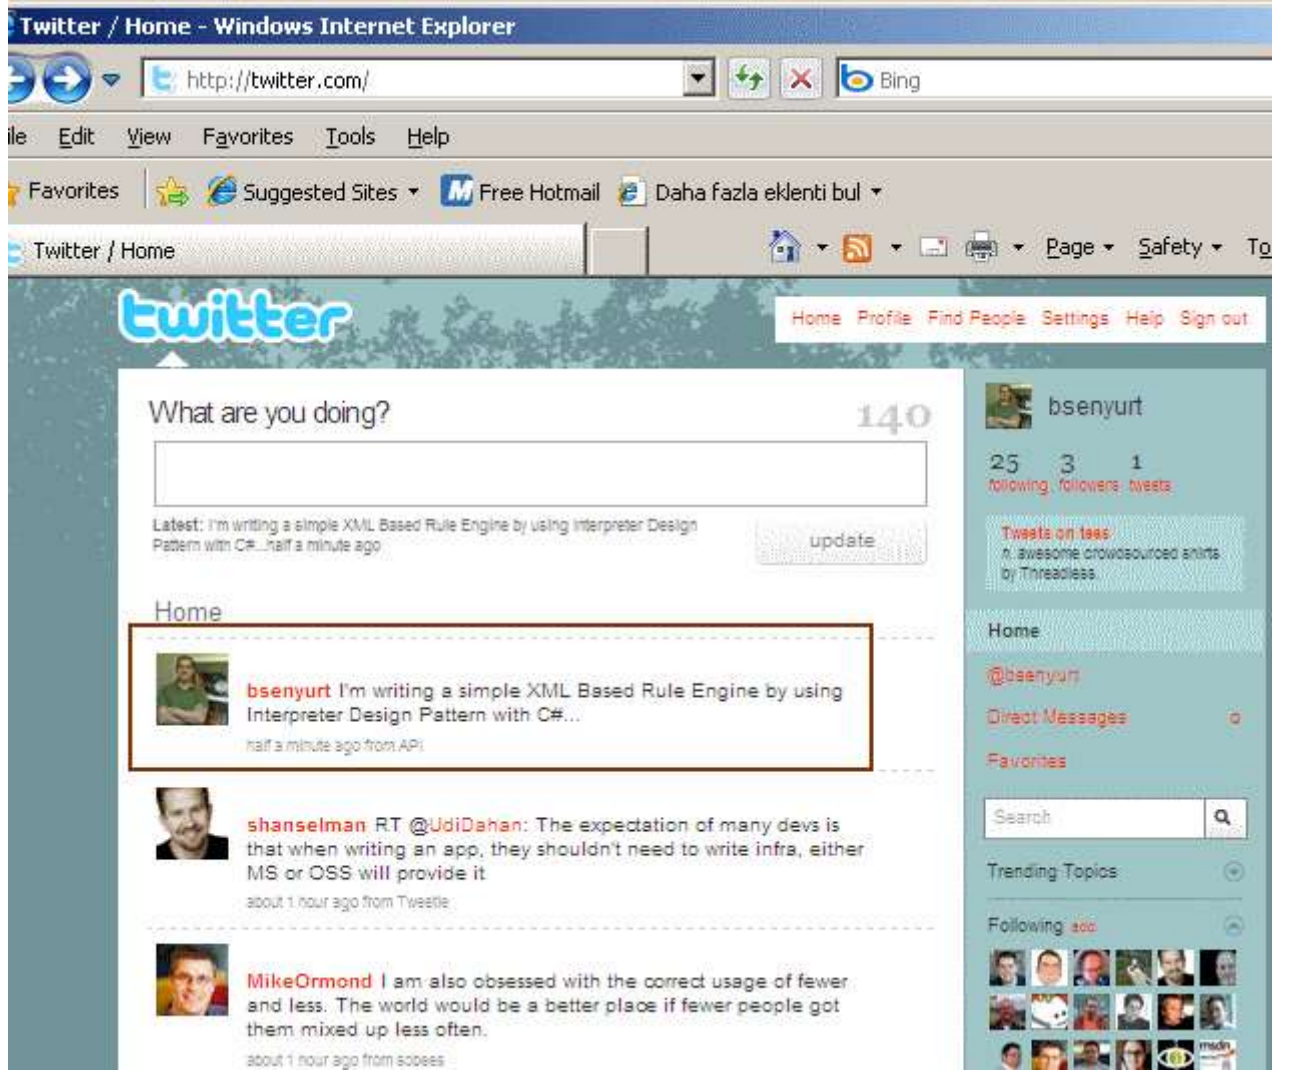 Twitter / Home - Windows Internet Explorer
http://twitter.com/
Bing
Edit View Favorites Tools Help
Favorites Suggested Sites Free Hotmail Daha fazla eklenti bul
Twitter / Home
Page Safety
twitter
Home Profile Find People Settings Help Sign out
What are you doing? 140
Latest: I'm writing a simple XML Based Rule Engine by using Interpreter Design
Pattern with C#...half a minute ago
update
Home
bsenyurt I'm writing a simple XML Based Rule Engine by using
Interpreter Design Pattern with C#...
half a minute ago from API
shanselman RT @UdiDahan: The expectation of many devs is
that when writing an app, they shouldn't need to write infra, either
MS or OSS will provide it
about 1 hour ago from Tweetie
MikeOrmond I am also obsessed with the correct usage of fewer
and less. The world would be a better place if fewer people got
them mixed up less often.
about 1 hour ago from sobees
bsenyurt
25 3 1
following followers tweets
Tweets on tees
n. awesome crowdsourced shirts
by Threadless.
Home
@bsenyurt
Direct Messages 0
Favorites
Search
Trending Topics
Following add
msdn